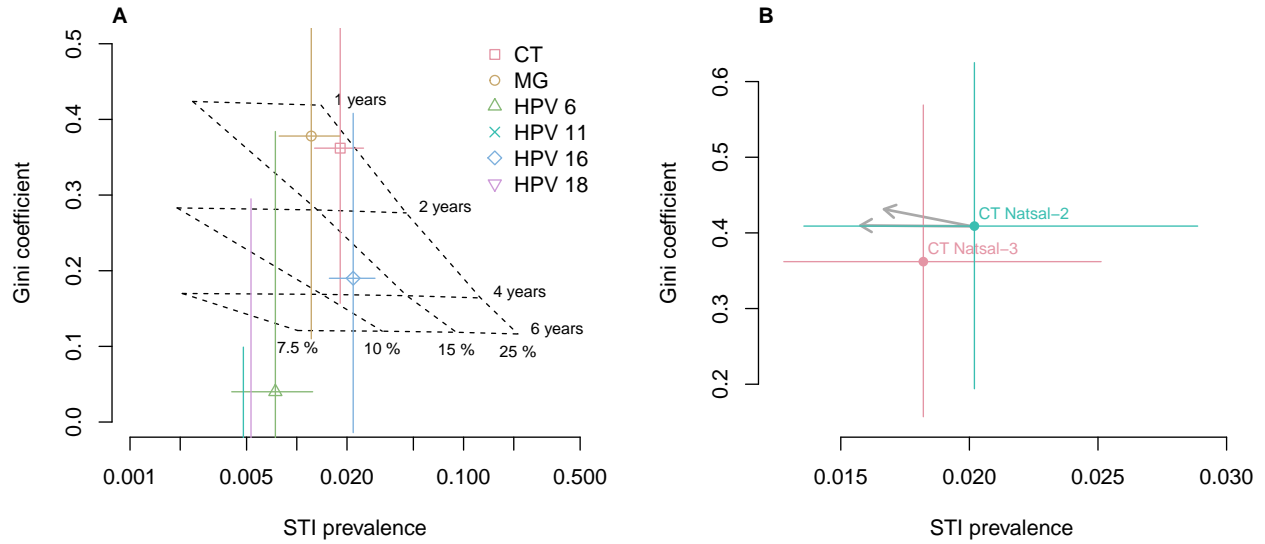 A
Gini coefficient
0.5
0.4
0.3
0.2
0.1
0.0
CT
MG
HPV 6
HPV 11
HPV 16
HPV 18
1 years
2 years
4 years
6 years
7.5 %
10 %
15 %
25 %
0.001
0.005
0.020
0.100
0.500
STI prevalence
B
Gini coefficient
0.6
0.5
0.4
0.3
0.2
CT Natsal−2
CT Natsal−3
0.015
0.020
0.025
0.030
STI prevalence